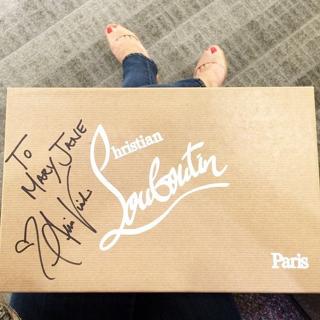 TO
MARY JANE
Christian
Louboutin
Paris